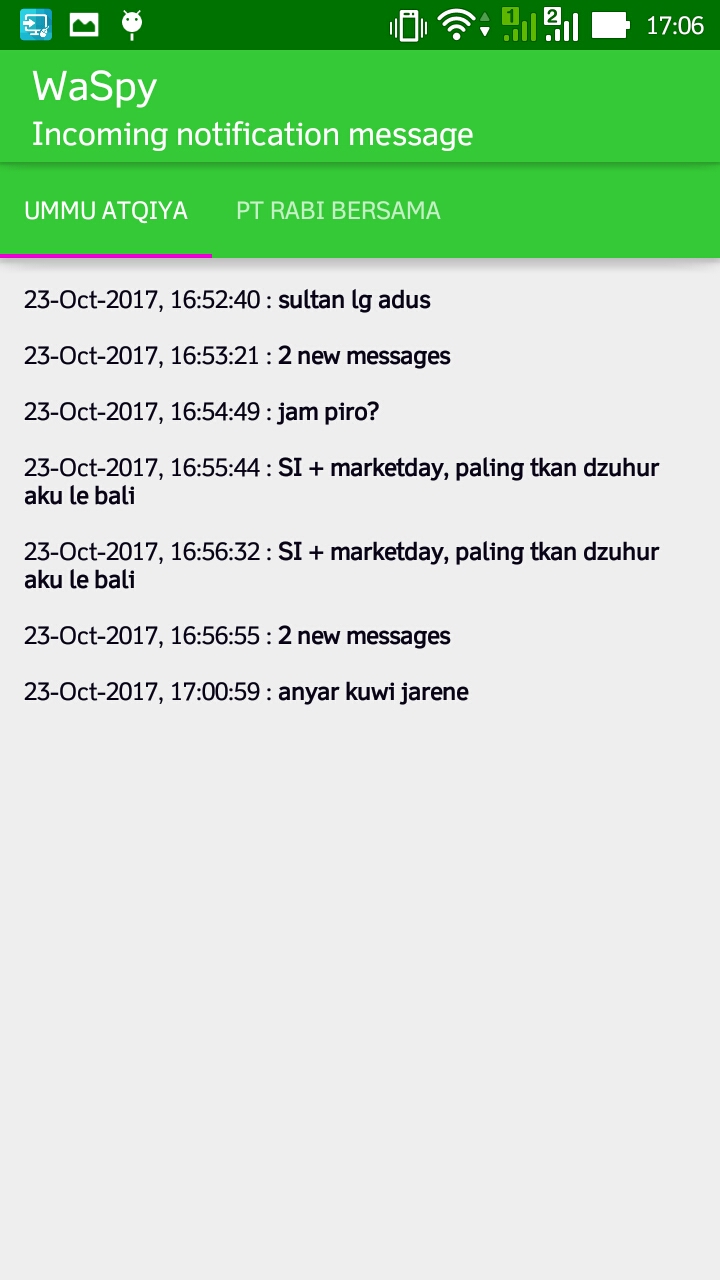 1 2 17:06
WaSpy
Incoming notification message
UMMU ATQIYA PT RABI BERSAMA
23-Oct-2017, 16:52:40 : sultan lg adus
23-Oct-2017, 16:53:21 : 2 new messages
23-Oct-2017, 16:54:49 : jam piro?
23-Oct-2017, 16:55:44 : SI + marketday, paling tkan dzuhur
aku le bali
23-Oct-2017, 16:56:32 : SI + marketday, paling tkan dzuhur
aku le bali
23-Oct-2017, 16:56:55 : 2 new messages
23-Oct-2017, 17:00:59 : anyar kuwi jarene